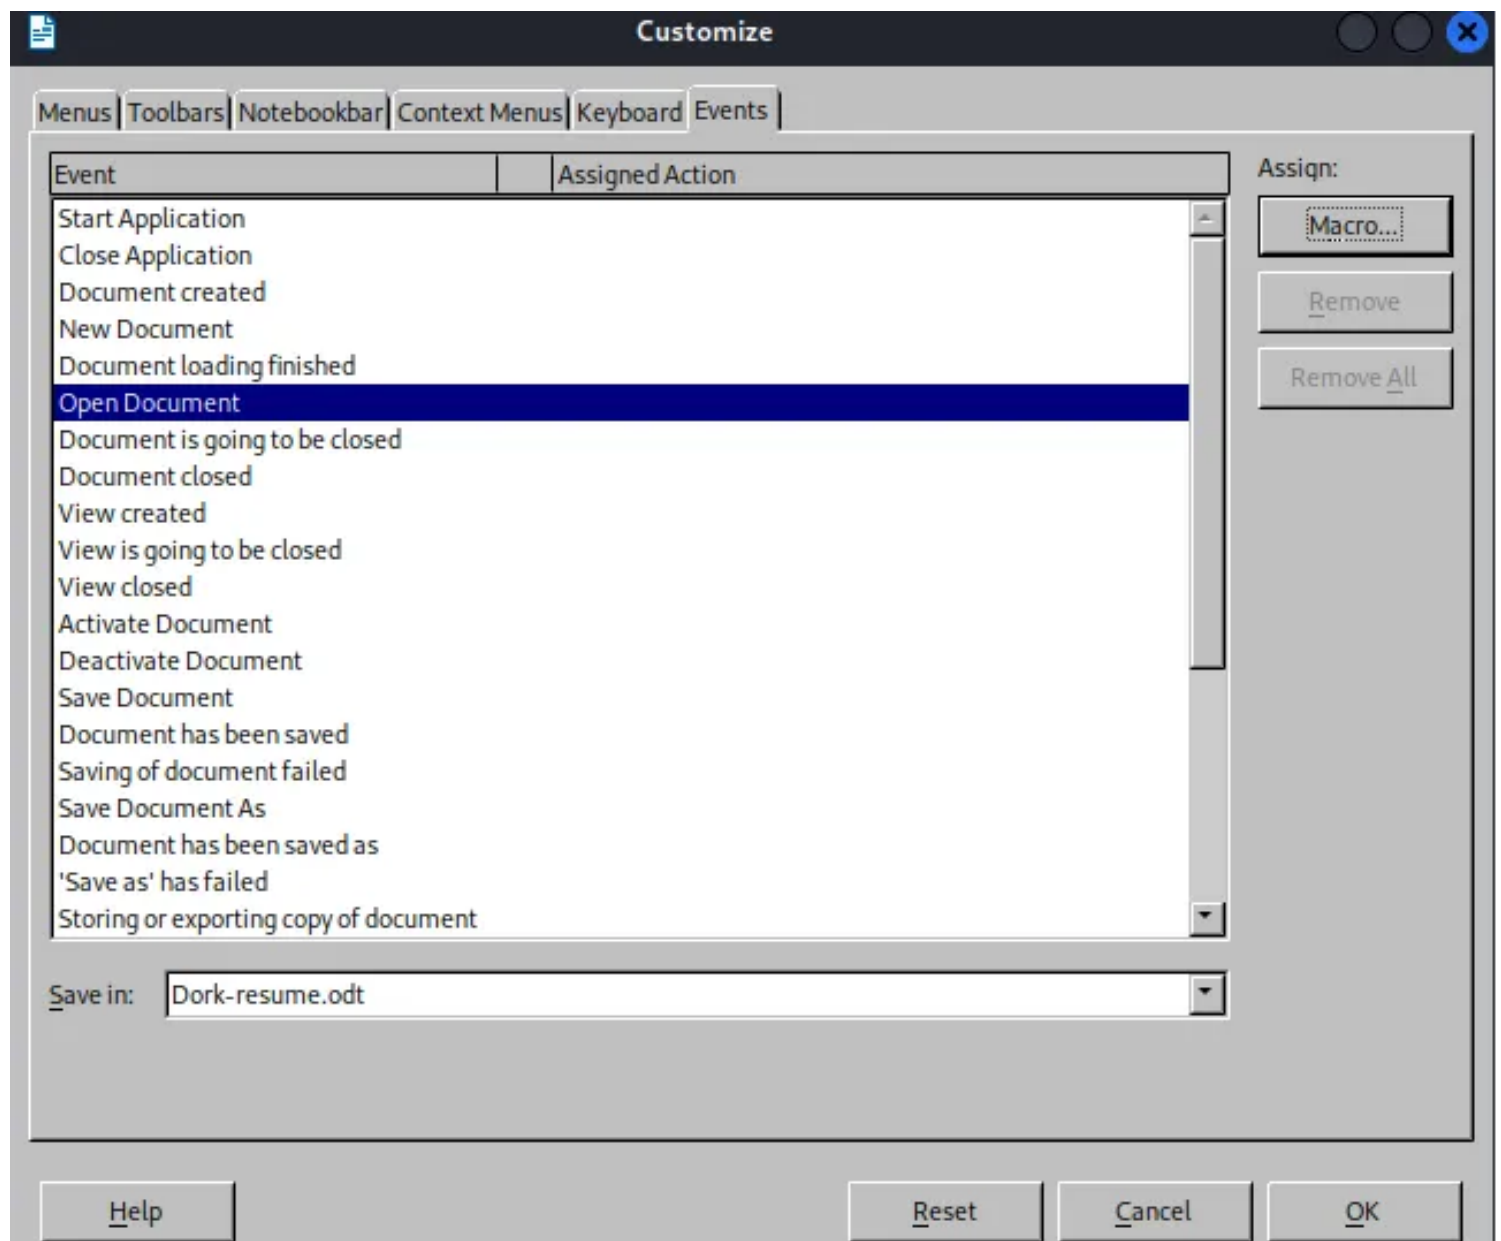 Customize
Menus Toolbars Notebookbar Context Menus Keyboard Events
Event Assigned Action
Assign:
Start Application
Macro...
Close Application
Document created
Remove
New Document
Document loading finished
Remove All
Open Document
Document is going to be closed
Document closed
View created
View is going to be closed
View closed
Activate Document
Deactivate Document
Save Document
Document has been saved
Saving of document failed
Save Document As
Document has been saved as
'Save as' has failed
Storing or exporting copy of document
Save in: Dork-resume.odt
Help Reset Cancel OK